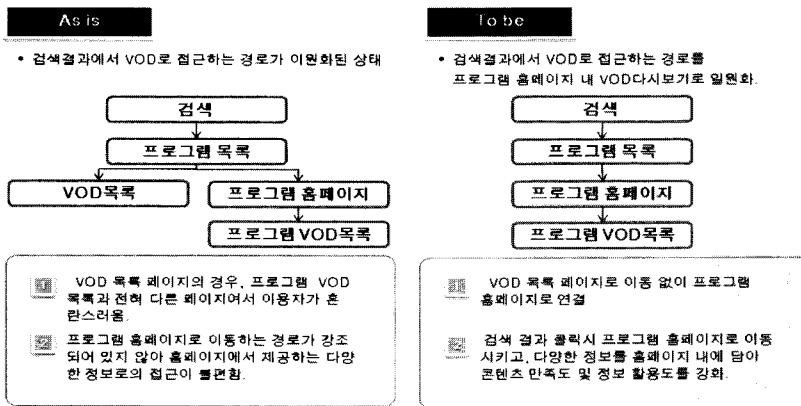 As is
• 검색결과에서 VOD로 접근하는 경로가 이원화된 상태
검색
프로그램 목록
VOD목록
프로그램 홈페이지
프로그램 VOD목록
1 VOD 목록 페이지의 경우, 프로그램 VOD
목록과 전혀 다른 페이지여서 이용자가 혼
란스러움.
2 프로그램 홈페이지로 이동하는 경로가 강조
되어 있지 않아 홈페이지에서 제공하는 다양
한 정보로의 접근이 불편함.
To be
• 검색결과에서 VOD로 접근하는 경로를
프로그램 홈페이지 내 VOD다시보기로 일원화.
검색
프로그램 목록
프로그램 홈페이지
프로그램 VOD목록
1 VOD 목록 페이지로 이동 없이 프로그램
홈페이지로 연결
2 검색 결과 클릭시 프로그램 홈페이지로 이동
시키고, 다양한 정보를 홈페이지 내에 담아
콘텐츠 만족도 및 정보 활용도를 강화.